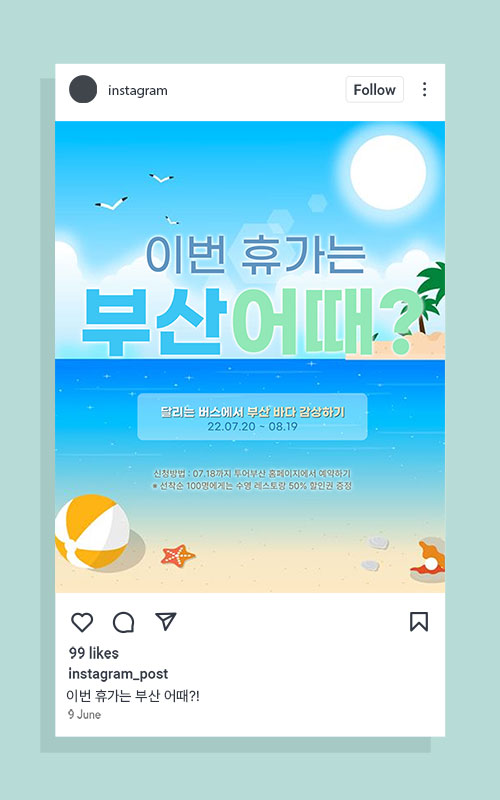 instagram
Follow
이번 휴가는
부산어때?
달리는 버스에서 부산 바다 감상하기
22.07.20 ~ 08.19
신청방법 : 07.18까지 투어부산 홈페이지에서 예약하기
* 선착순 100명에게는 수영 레스토랑 50% 할인권 증정
99 likes
instagram_post
이번 휴가는 부산 어때?!
9 June